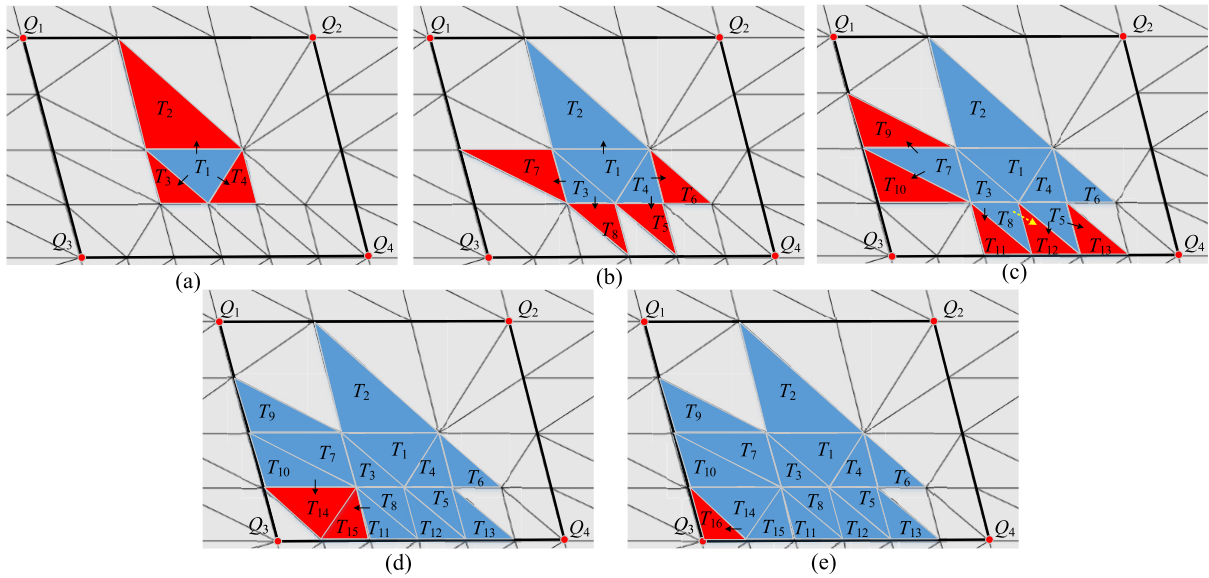 Q1 Q2
T2
T1
T3 T4
Q3 Q4
(a)
Q1 Q2
T2
T1
T7 T3 T4 T6
T8 T5
Q3 Q4
(b)
Q1 Q2
T2
T9
T7 T1
T10 T3 T4 T6
T8 T5
T11 T12 T13
Q3 Q4
(c)
Q1 Q2
T2
T9
T7 T1
T10 T3 T4 T6
T8 T5
T14
T15 T11 T12 T13
Q3 Q4
(d)
Q1 Q2
T2
T9
T7 T1
T10 T3 T4 T6
T8 T5
T16 T14
T15 T11 T12 T13
Q3 Q4
(e)